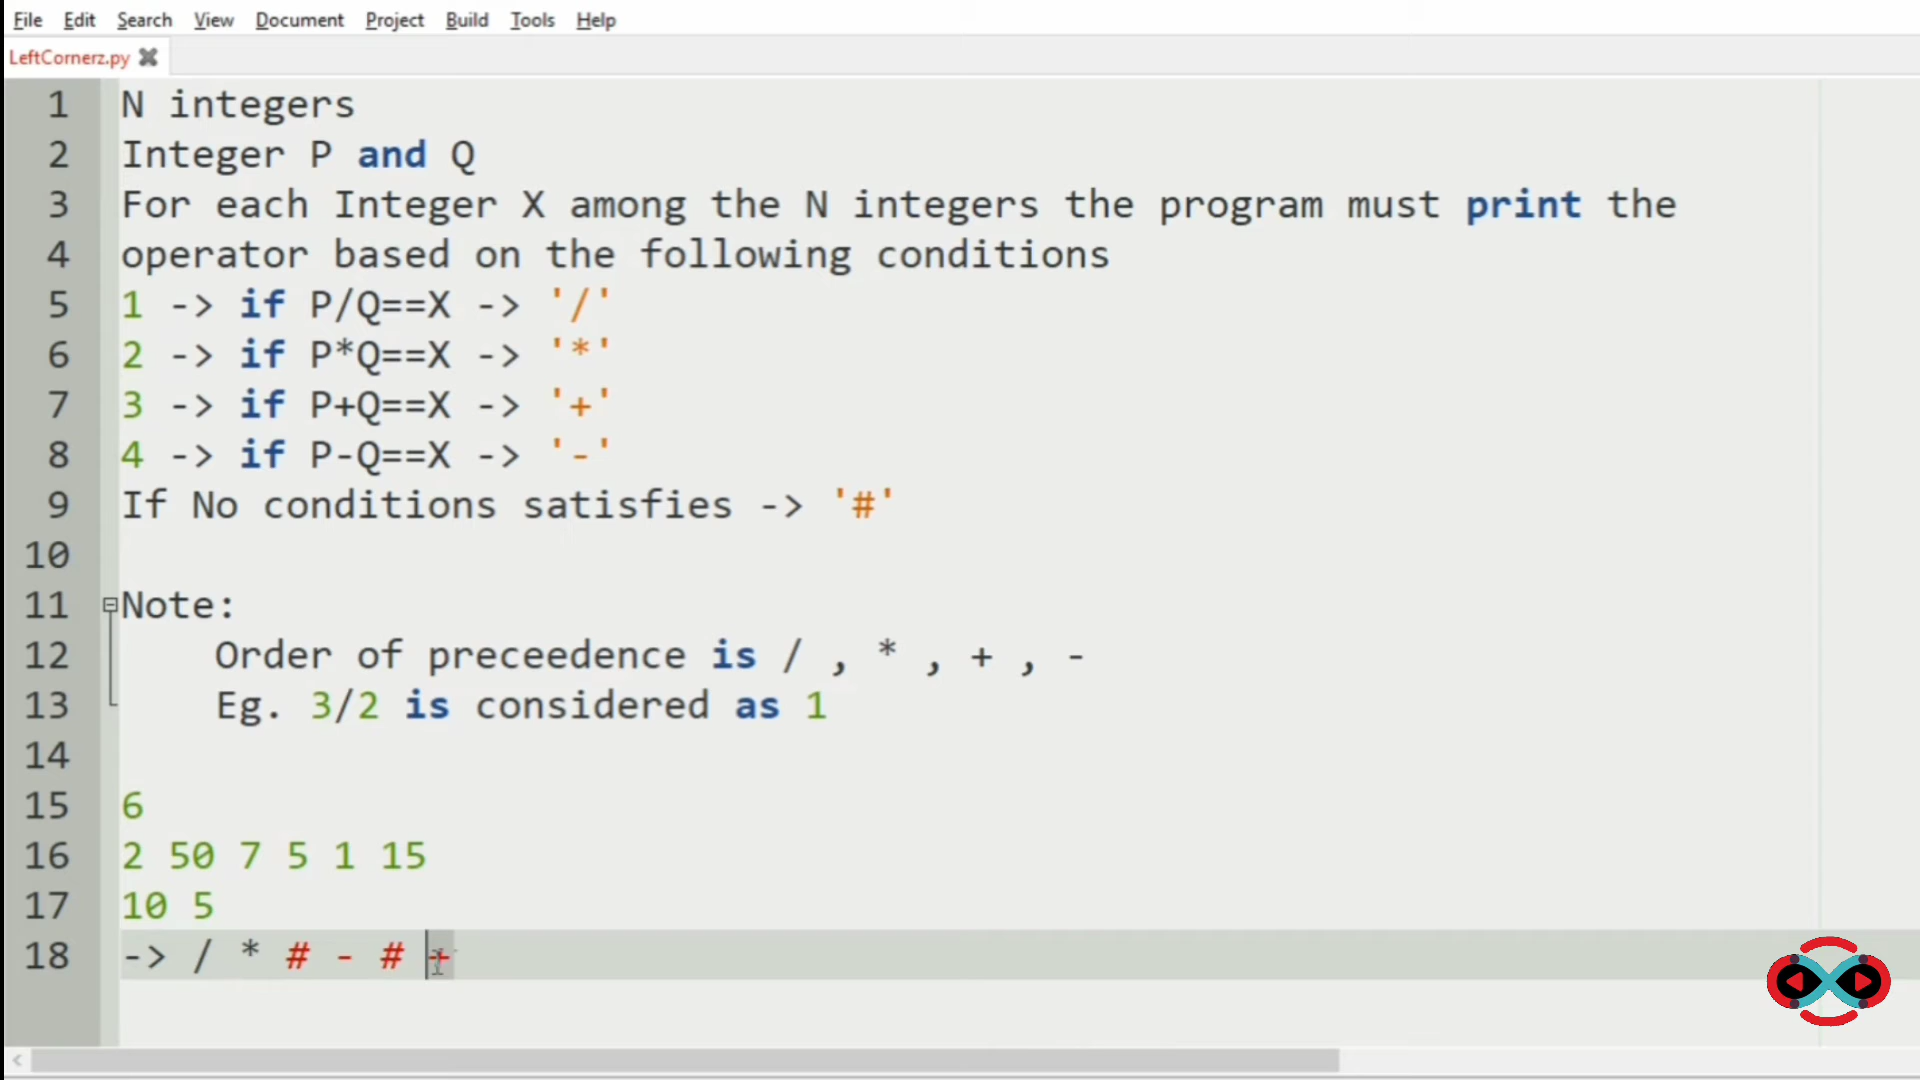 File Edit Search View Document Project Build Tools Help
LeftCornerz.py
1 N integers
2 Integer P and Q
3 For each Integer X among the N integers the program must print the
4 operator based on the following conditions
5 1 -> if P/Q==X -> '/'
6 2 -> if P*Q==X -> '*'
7 3 -> if P+Q==X -> '+'
8 4 -> if P-Q==X -> '-'
9 If No conditions satisfies -> '#'
10
11 Note:
12 Order of preceedence is / , * , + , -
13 Eg. 3/2 is considered as 1
14
15 6
16 2 50 7 5 1 15
17 10 5
18 -> / * # - # +